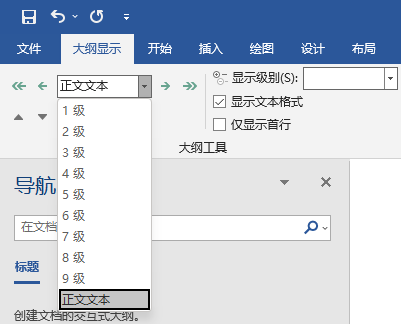 文件 大纲显示 开始 插入 绘图 设计 布局
正文文本 显示级别(S):
显示文本格式
仅显示首行
大纲工具
1 级
2 级
3 级
4 级
5 级
6 级
7 级
8 级
9 级
正文文本
导航
在文档
标题
创建文档的交互式大纲。